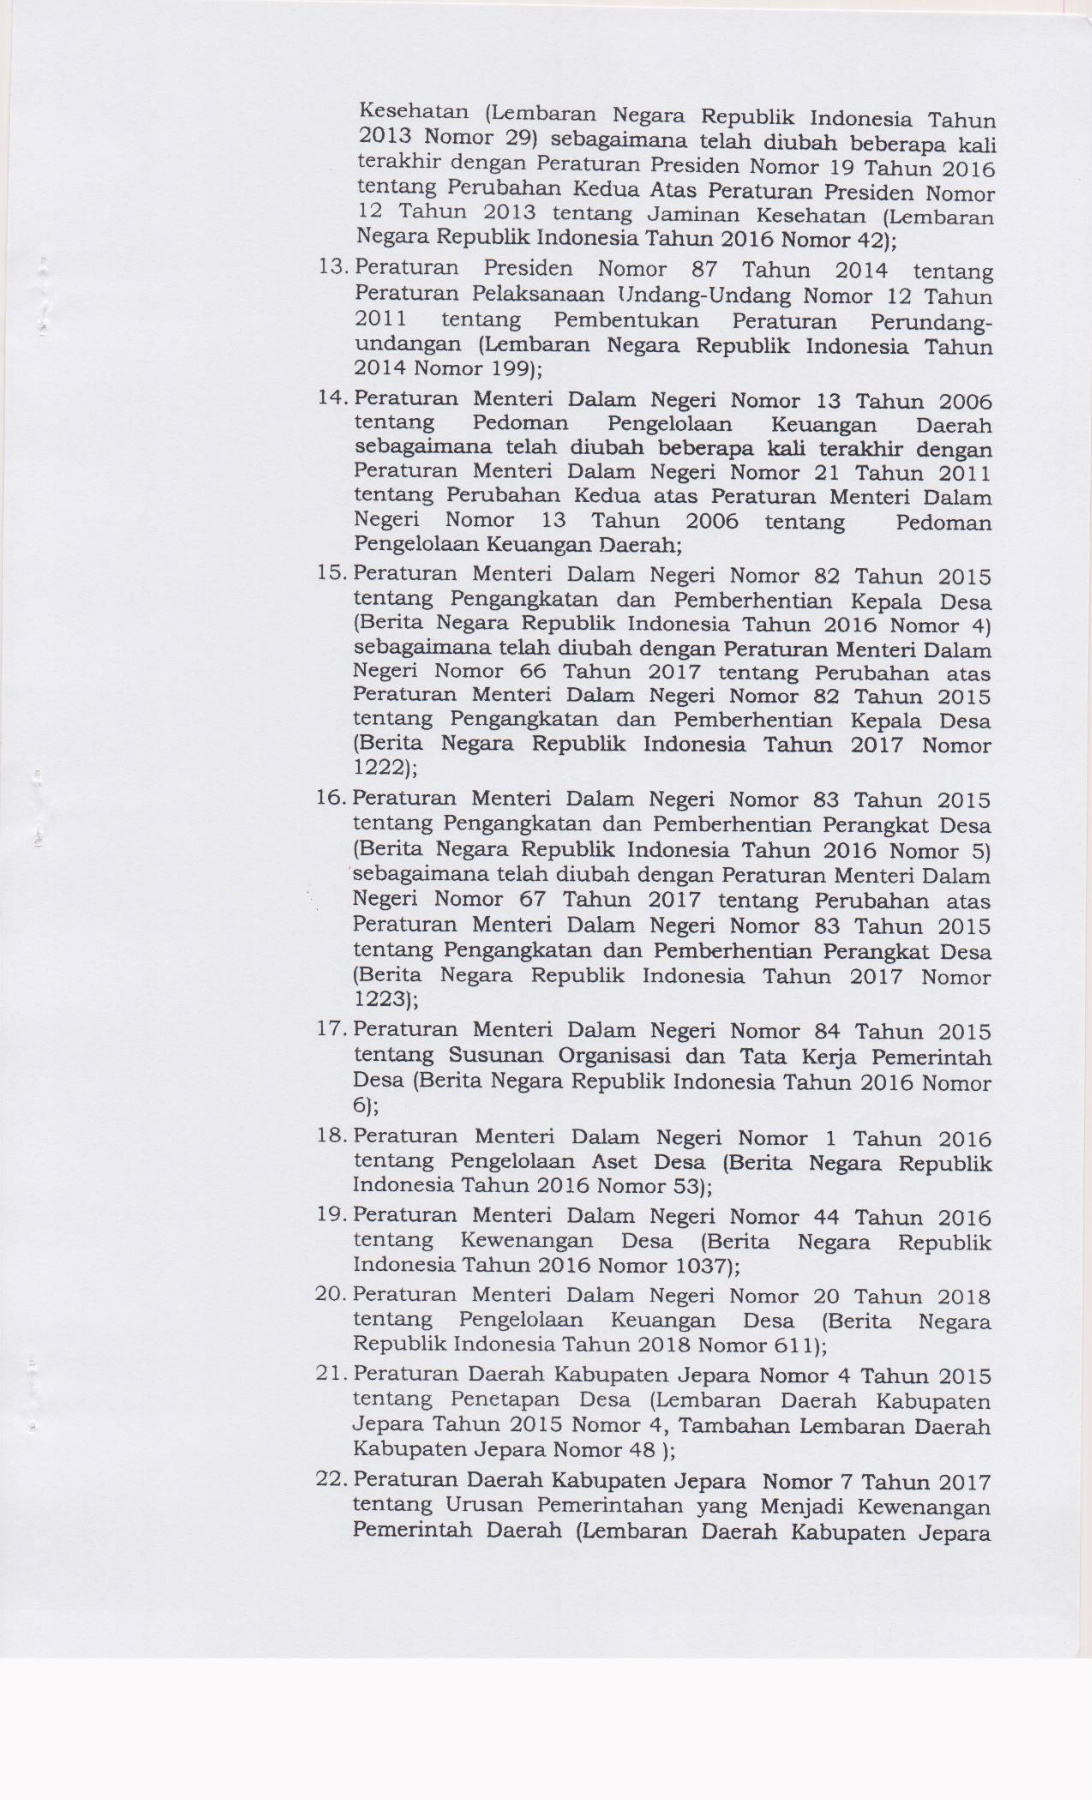 Kesehatan (Lembaran Negara Republik Indonesia Tahun
2013 Nomor 29) sebagaimana telah diubah beberapa kali
terakhir dengan Peraturan Presiden Nomor 19 Tahun 2016
tentang Perubahan Kedua Atas Peraturan Presiden Nomor
12 Tahun 2013 tentang Jaminan Kesehatan (Lembaran
Negara Republik Indonesia Tahun 2016 Nomor 42);
13. Peraturan Presiden Nomor 87 Tahun 2014 tentang
Peraturan Pelaksanaan Undang-Undang Nomor 12 Tahun
2011 tentang Pembentukan Peraturan Perundang-
undangan (Lembaran Negara Republik Indonesia Tahun
2014 Nomor 199);
14. Peraturan Menteri Dalam Negeri Nomor 13 Tahun 2006
tentang Pedoman Pengelolaan Keuangan Daerah
sebagaimana telah diubah beberapa kali terakhir dengan
Peraturan Menteri Dalam Negeri Nomor 21 Tahun 2011
tentang Perubahan Kedua atas Peraturan Menteri Dalam
Negeri Nomor 13 Tahun 2006 tentang Pedoman
Pengelolaan Keuangan Daerah;
15. Peraturan Menteri Dalam Negeri Nomor 82 Tahun 2015
tentang Pengangkatan dan Pemberhentian Kepala Desa
(Berita Negara Republik Indonesia Tahun 2016 Nomor 4)
sebagaimana telah diubah dengan Peraturan Menteri Dalam
Negeri Nomor 66 Tahun 2017 tentang Perubahan atas
Peraturan Menteri Dalam Negeri Nomor 82 Tahun 2015
tentang Pengangkatan dan Pemberhentian Kepala Desa
(Berita Negara Republik Indonesia Tahun 2017 Nomor
1222);
16. Peraturan Menteri Dalam Negeri Nomor 83 Tahun 2015
tentang Pengangkatan dan Pemberhentian Perangkat Desa
(Berita Negara Republik Indonesia Tahun 2016 Nomor 5)
sebagaimana telah diubah dengan Peraturan Menteri Dalam
Negeri Nomor 67 Tahun 2017 tentang Perubahan atas
Peraturan Menteri Dalam Negeri Nomor 83 Tahun 2015
tentang Pengangkatan dan Pemberhentian Perangkat Desa
(Berita Negara Republik Indonesia Tahun 2017 Nomor
1223);
17. Peraturan Menteri Dalam Negeri Nomor 84 Tahun 2015
tentang Susunan Organisasi dan Tata Kerja Pemerintah
Desa (Berita Negara Republik Indonesia Tahun 2016 Nomor
6);
18. Peraturan Menteri Dalam Negeri Nomor 1 Tahun 2016
tentang Pengelolaan Aset Desa (Berita Negara Republik
Indonesia Tahun 2016 Nomor 53);
19. Peraturan Menteri Dalam Negeri Nomor 44 Tahun 2016
tentang Kewenangan Desa (Berita Negara Republik
Indonesia Tahun 2016 Nomor 1037);
20. Peraturan Menteri Dalam Negeri Nomor 20 Tahun 2018
tentang Pengelolaan Keuangan Desa (Berita Negara
Republik Indonesia Tahun 2018 Nomor 611);
21. Peraturan Daerah Kabupaten Jepara Nomor 4 Tahun 2015
tentang Penetapan Desa (Lembaran Daerah Kabupaten
Jepara Tahun 2015 Nomor 4, Tambahan Lembaran Daerah
Kabupaten Jepara Nomor 48 );
22. Peraturan Daerah Kabupaten Jepara Nomor 7 Tahun 2017
tentang Urusan Pemerintahan yang Menjadi Kewenangan
Pemerintah Daerah (Lembaran Daerah Kabupaten Jepara